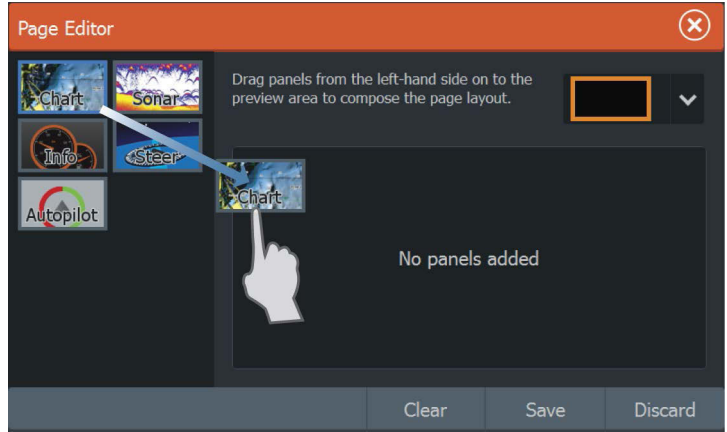 Page Editor
Chart
Sonar
Info
Steer
Autopilot
Drag panels from the left-hand side on to the
preview area to compose the page layout.
Chart
No panels added
Clear
Save
Discard